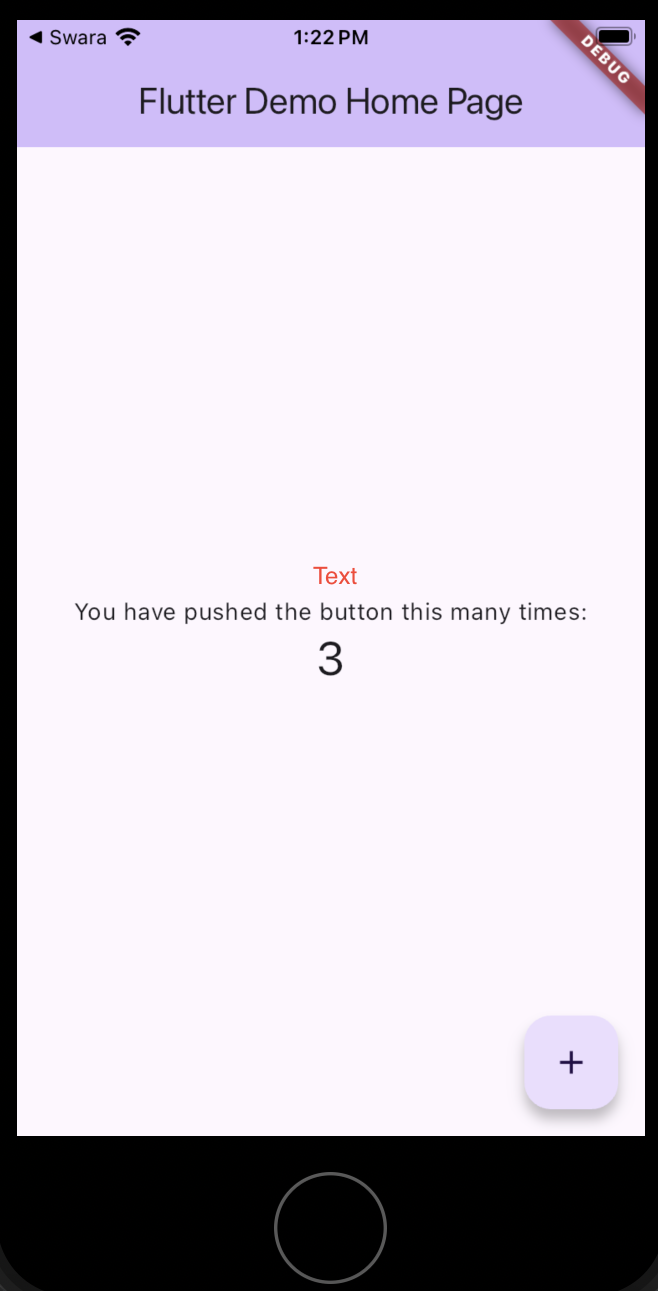 ◀ Swara 1:22 PM
DEBUG
Flutter Demo Home Page
Text
You have pushed the button this many times:
3
+